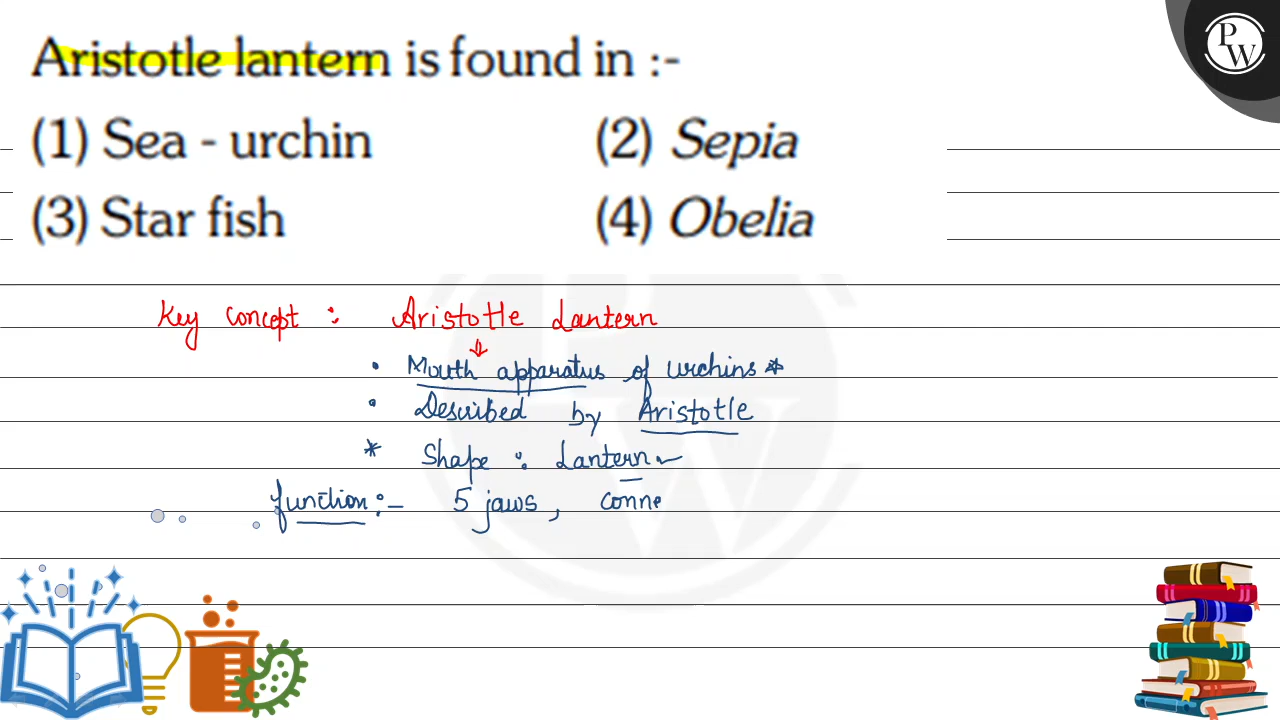 PW
Aristotle lantern is found in :-
(1) Sea - urchin (2) Sepia
(3) Star fish (4) Obelia
Key concept : Aristotle Lantern
↓
• Mouth apparatus of urchins *
• Described by Aristotle
* Shape : Lantern
function :- 5 jaws, conne